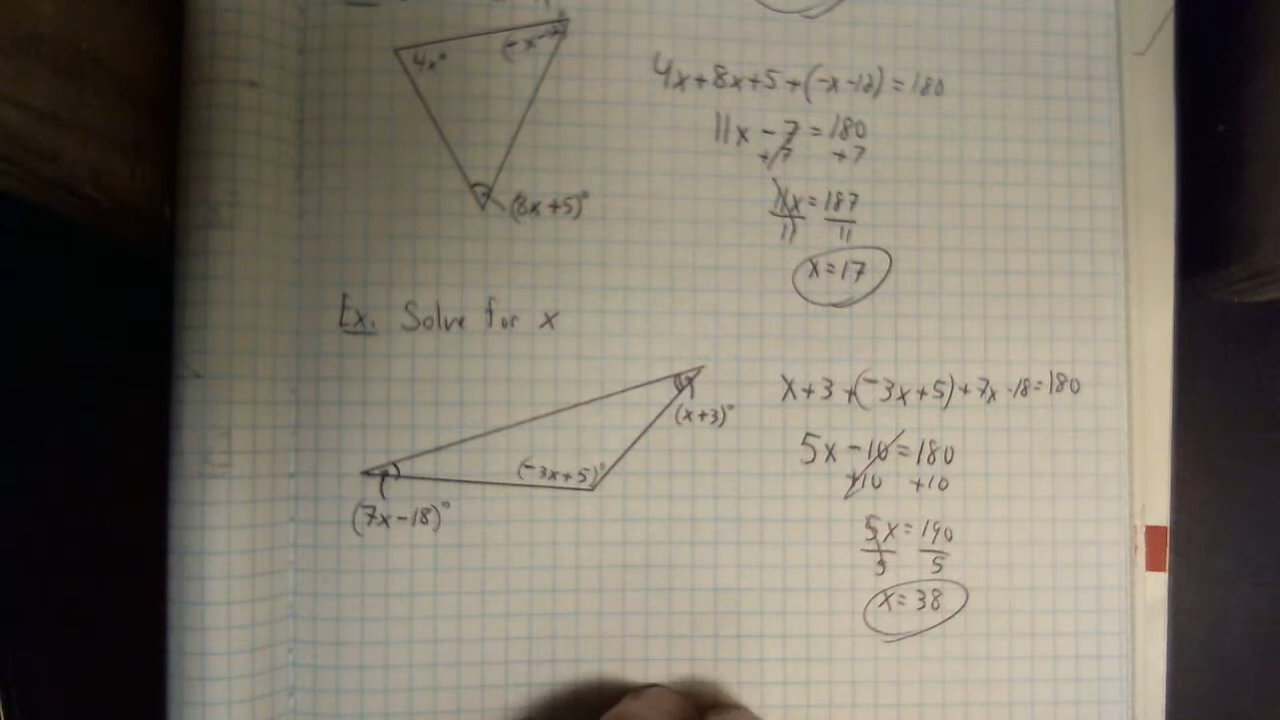 4x°
(-x-12
(8x+5)°
4x+8x+5+(-x-12)=180
11x-7=180
+7 +7
11x=187
11 11
x=17
Ex. Solve for x
(x+3)°
(-3x+5)°
(7x-18)°
x+3+(-3x+5)+7x-18=180
5x-10=180
+10 +10
5x=190
5 5
x=38